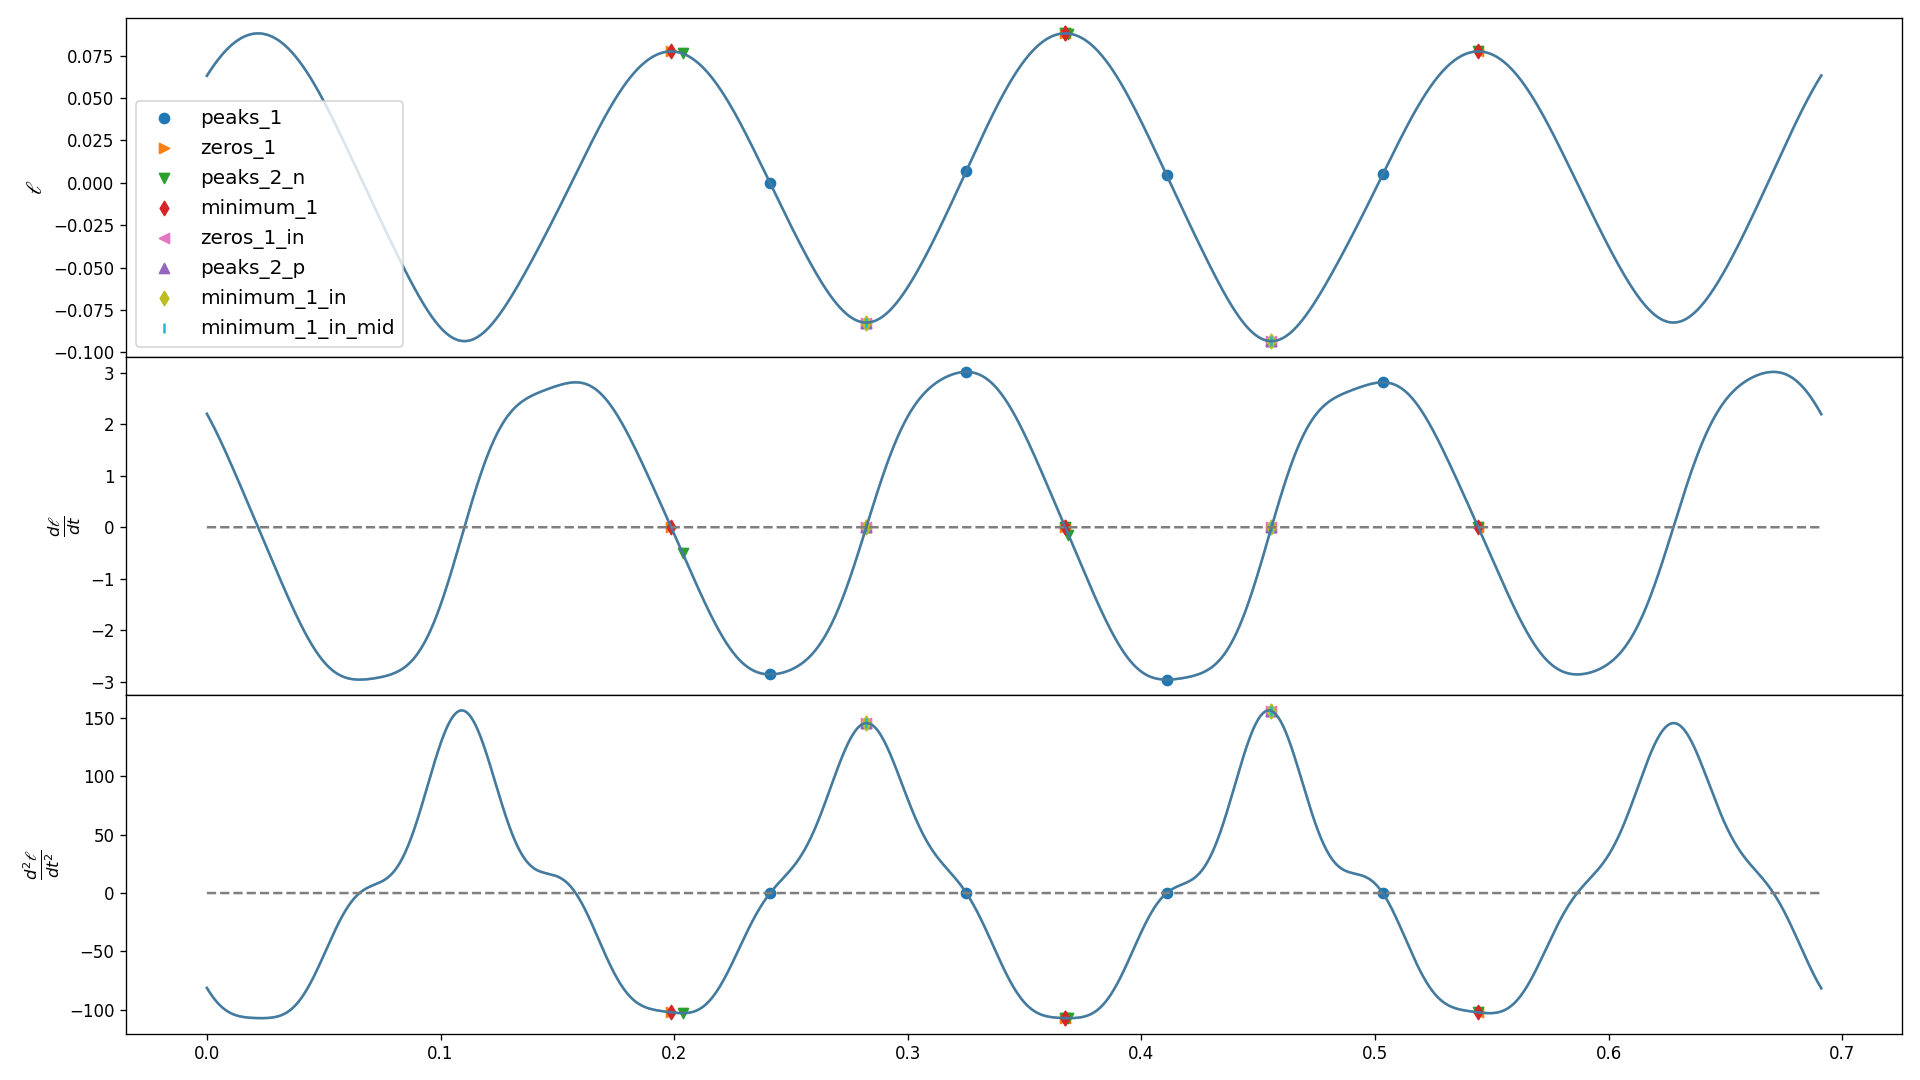 0.075
0.050
0.025
0.000
−0.025
−0.050
−0.075
−0.100
ℓ
peaks_1
zeros_1
peaks_2_n
minimum_1
zeros_1_in
peaks_2_p
minimum_1_in
minimum_1_in_mid
3
2
1
0
−1
−2
−3
dℓ
dt
150
100
50
0
−50
−100
d²ℓ
dt²
0.0 0.1 0.2 0.3 0.4 0.5 0.6 0.7